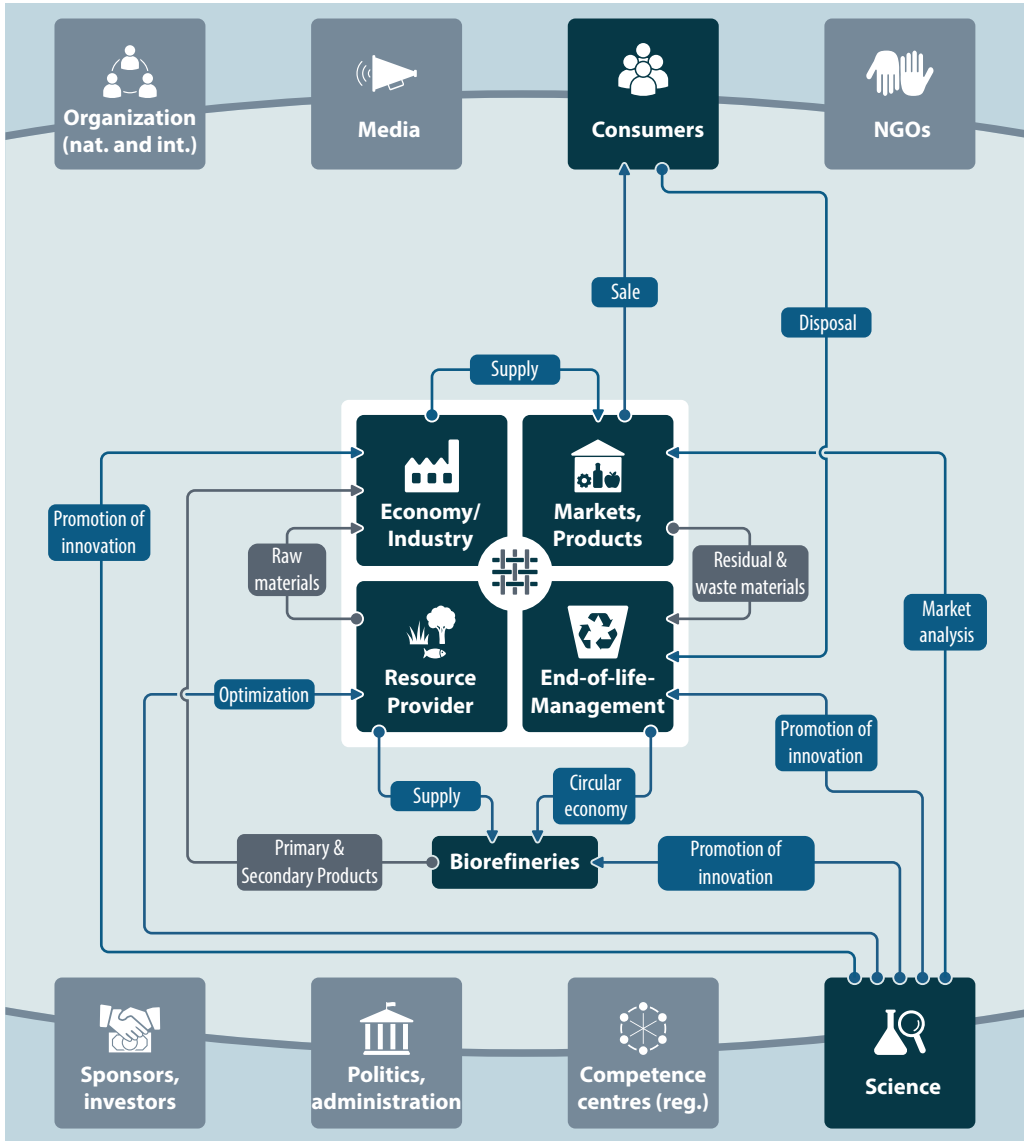 Organization
(nat. and int.)
Media
Consumers
NGOs
Sale
Disposal
Supply
Economy/
Industry
Markets,
Products
Promotion of
innovation
Raw
materials
Residual &
waste materials
Market
analysis
Resource
Provider
End-of-life-
Management
Optimization
Promotion of
innovation
Supply
Circular
economy
Primary &
Secondary Products
Biorefineries
Promotion of
innovation
Sponsors,
investors
Politics,
administration
Competence
centres (reg.)
Science